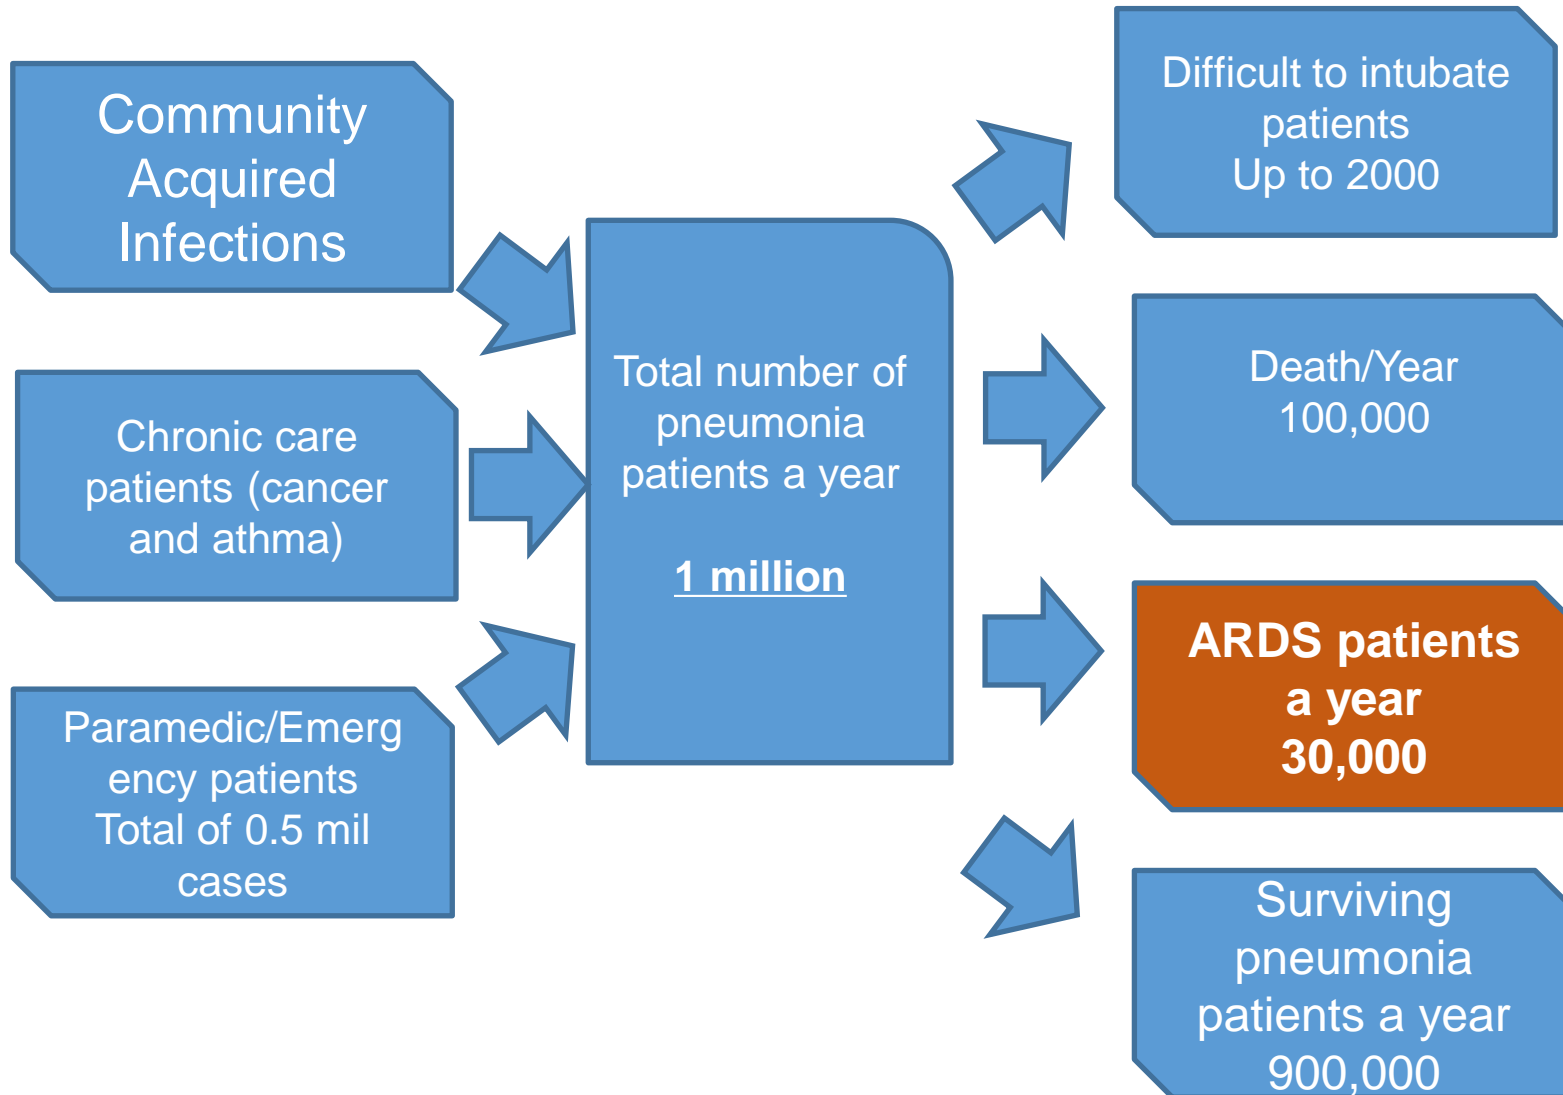 Community
Acquired
Infections
Chronic care
patients (cancer
and athma)
Paramedic/Emerg
ency patients
Total of 0.5 mil
cases
Total number of
pneumonia
patients a year
1 million
Difficult to intubate
patients
Up to 2000
Death/Year
100,000
ARDS patients
a year
30,000
Surviving
pneumonia
patients a year
900,000